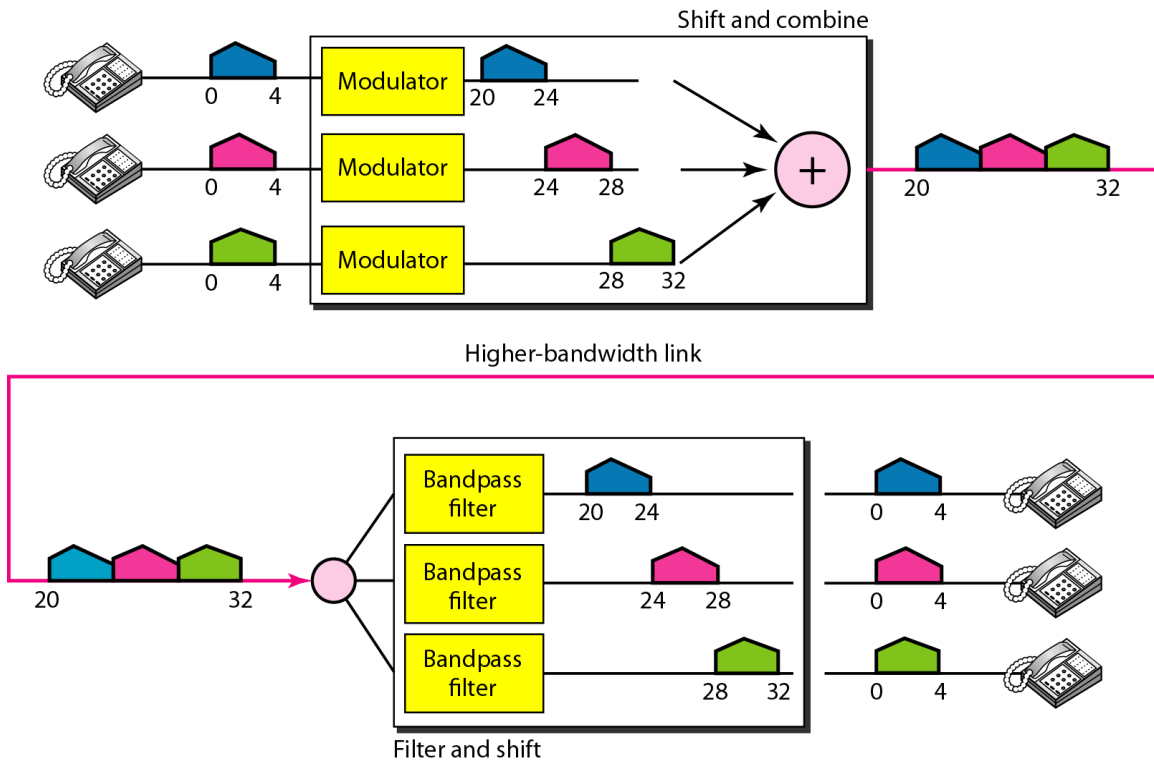 Shift and combine
Modulator
20 24
0 4
Modulator
24 28
0 4
+
20 32
Modulator
28 32
0 4
Higher-bandwidth link
Bandpass
filter
20 24
0 4
20 32
Bandpass
filter
24 28
0 4
Bandpass
filter
28 32
0 4
Filter and shift